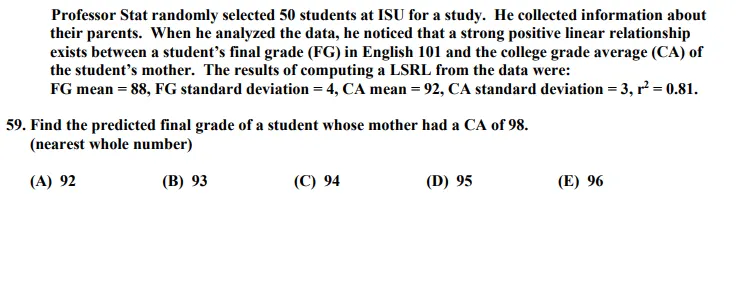 Professor Stat randomly selected 50 students at ISU for a study. He collected information about
their parents. When he analyzed the data, he noticed that a strong positive linear relationship
exists between a student's final grade (FG) in English 101 and the college grade average (CA) of
the student's mother. The results of computing a LSRL from the data were:
FG mean = 88, FG standard deviation = 4, CA mean = 92, CA standard deviation = 3, r² = 0.81.
59. Find the predicted final grade of a student whose mother had a CA of 98.
(nearest whole number)
(A) 92 (B) 93 (C) 94 (D) 95 (E) 96